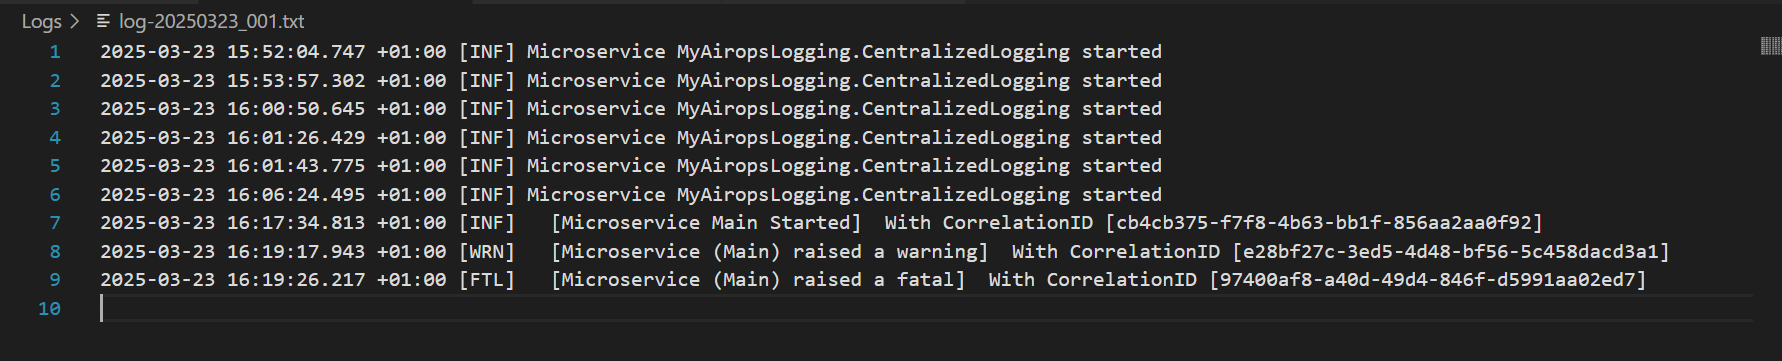 Logs > log-20250323_001.txt
1 2025-03-23 15:52:04.747 +01:00 [INF] Microservice MyAiropsLogging.CentralizedLogging started
2 2025-03-23 15:53:57.302 +01:00 [INF] Microservice MyAiropsLogging.CentralizedLogging started
3 2025-03-23 16:00:50.645 +01:00 [INF] Microservice MyAiropsLogging.CentralizedLogging started
4 2025-03-23 16:01:26.429 +01:00 [INF] Microservice MyAiropsLogging.CentralizedLogging started
5 2025-03-23 16:01:43.775 +01:00 [INF] Microservice MyAiropsLogging.CentralizedLogging started
6 2025-03-23 16:06:24.495 +01:00 [INF] Microservice MyAiropsLogging.CentralizedLogging started
7 2025-03-23 16:17:34.813 +01:00 [INF]   [Microservice Main Started]  With CorrelationID [cb4cb375-f7f8-4b63-bb1f-856aa2aa0f92]
8 2025-03-23 16:19:17.943 +01:00 [WRN]   [Microservice (Main) raised a warning]  With CorrelationID [e28bf27c-3ed5-4d48-bf56-5c458dacd3a1]
9 2025-03-23 16:19:26.217 +01:00 [FTL]   [Microservice (Main) raised a fatal]  With CorrelationID [97400af8-a40d-49d4-846f-d5991aa02ed7]
10